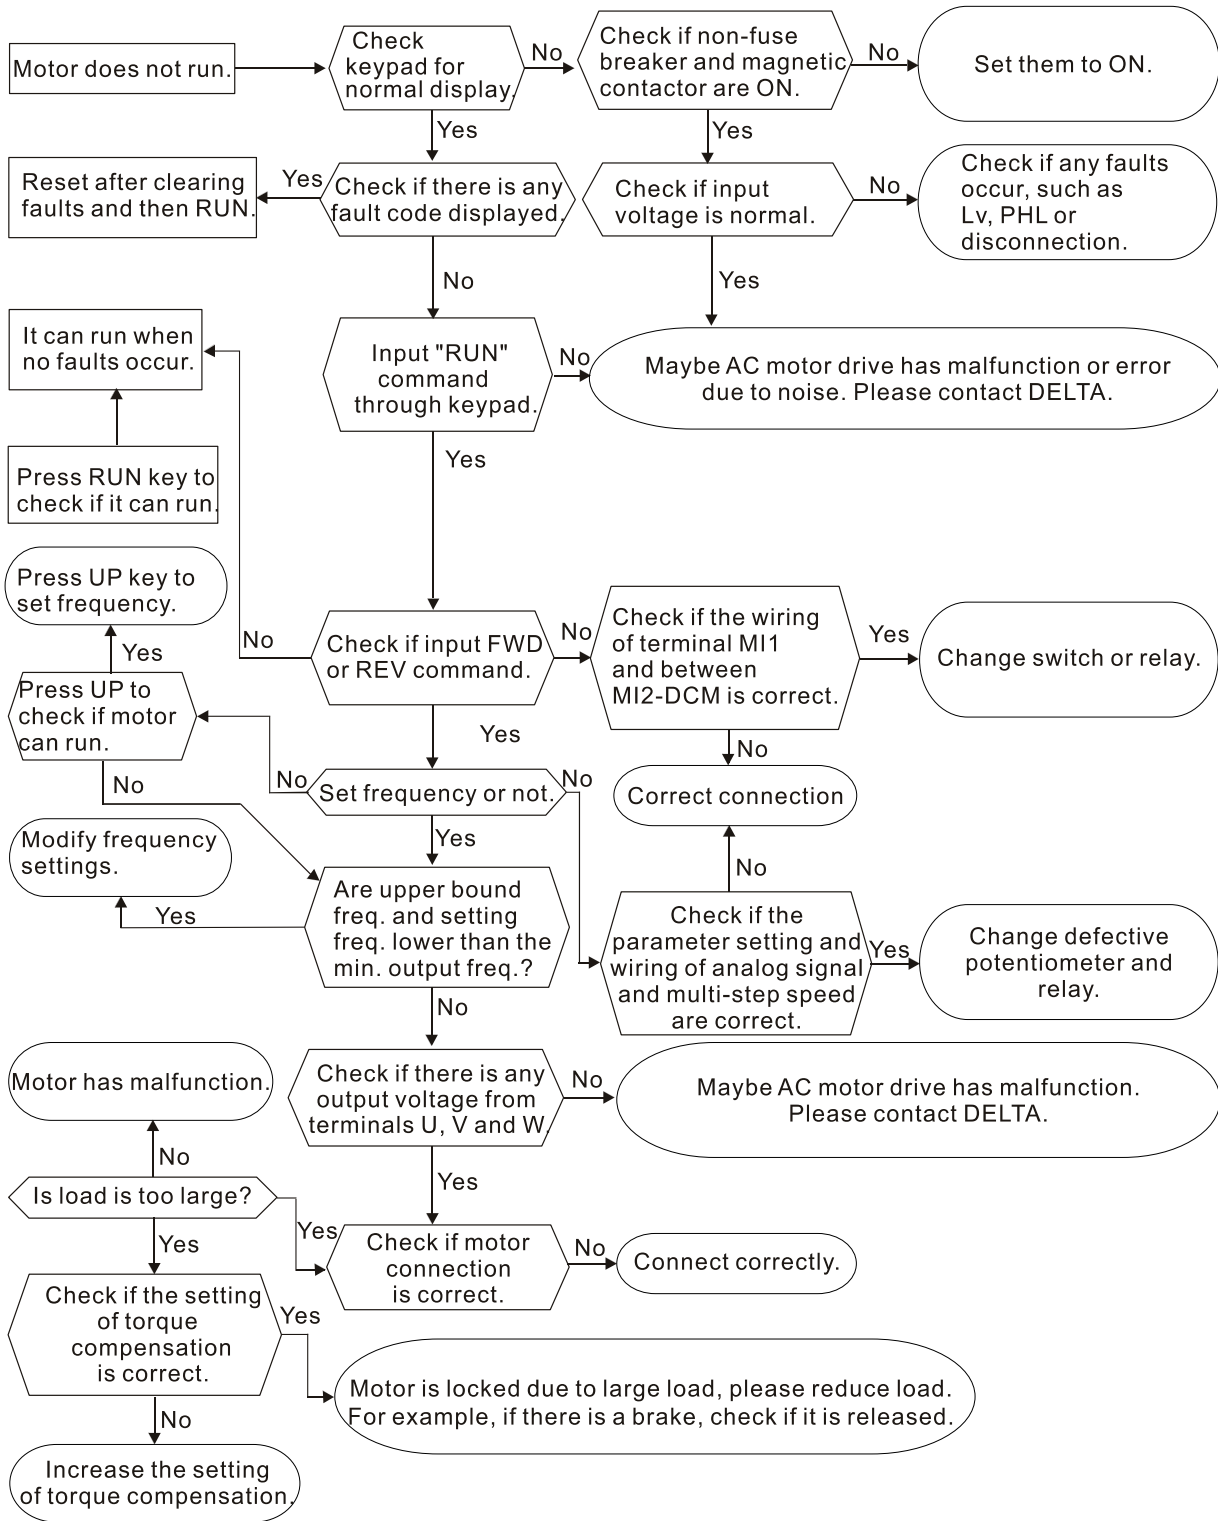 Motor does not run.
Check
keypad for
normal display.
No
Check if non-fuse
breaker and magnetic
contactor are ON.
No
Set them to ON.
Yes
Yes
Reset after clearing
faults and then RUN.
Yes
Check if there is any
fault code displayed.
Check if input
voltage is normal.
No
Check if any faults
occur, such as
Lv, PHL or
disconnection.
No
Yes
It can run when
no faults occur.
Input "RUN"
command
through keypad.
No
Maybe AC motor drive has malfunction or error
due to noise. Please contact DELTA.
Press RUN key to
check if it can run.
Yes
Press UP key to
set frequency.
No
Check if input FWD
or REV command.
No
Check if the wiring
of terminal MI1
and between
MI2-DCM is correct.
Yes
Change switch or relay.
Yes
Press UP to
check if motor
can run.
Yes
No
No
No
Set frequency or not.
No
Correct connection
Modify frequency
settings.
Yes
No
Yes
Are upper bound
freq. and setting
freq. lower than the
min. output freq.?
Check if the
parameter setting and
wiring of analog signal
and multi-step speed
are correct.
Yes
Change defective
potentiometer and
relay.
No
Motor has malfunction.
Check if there is any
output voltage from
terminals U, V and W.
No
Maybe AC motor drive has malfunction.
Please contact DELTA.
No
Yes
Is load is too large?
Yes
Yes
Check if motor
connection
is correct.
No
Connect correctly.
Check if the setting
of torque
compensation
is correct.
Yes
Motor is locked due to large load, please reduce load.
For example, if there is a brake, check if it is released.
No
Increase the setting
of torque compensation.